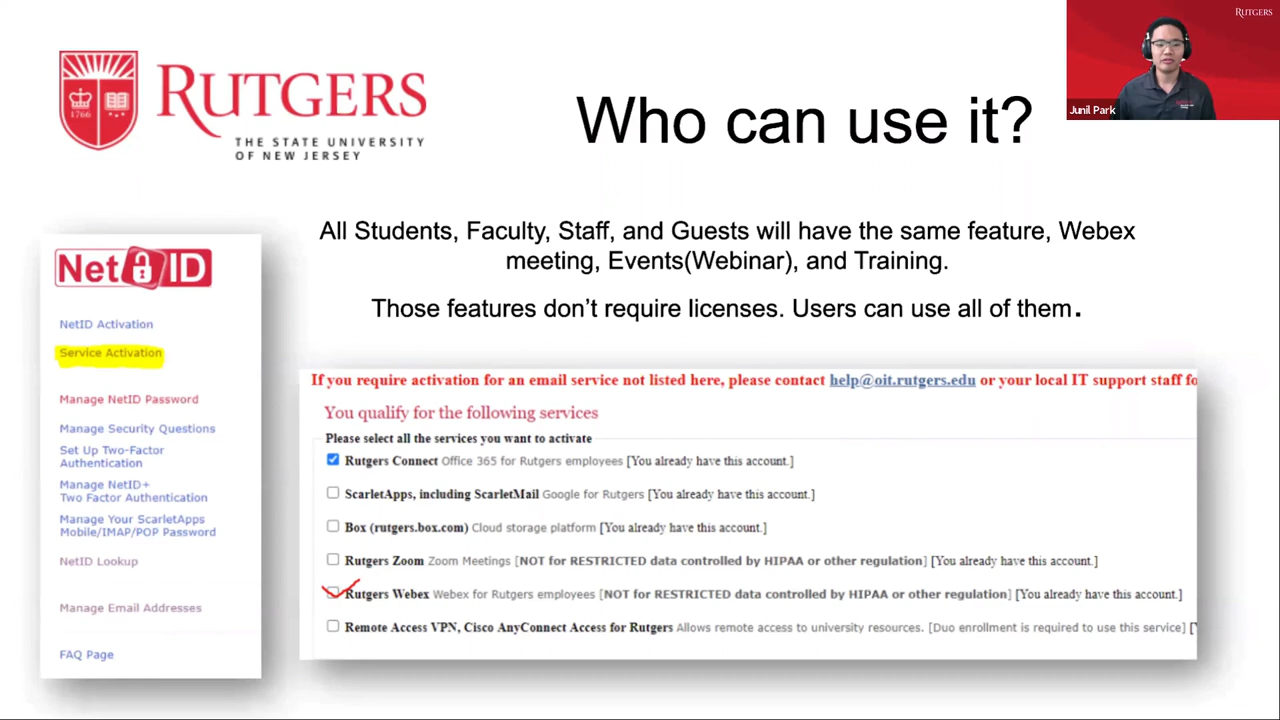 RUTGERS
Junil Park
1766
RUTGERS
THE STATE UNIVERSITY
OF NEW JERSEY
Who can use it?
All Students, Faculty, Staff, and Guests will have the same feature, Webex
meeting, Events(Webinar), and Training.
Those features don’t require licenses. Users can use all of them.
NetID
NetID Activation
Service Activation
Manage NetID Password
Manage Security Questions
Set Up Two-Factor
Authentication
Manage NetID+
Two Factor Authentication
Manage Your ScarletApps
Mobile/IMAP/POP Password
NetID Lookup
Manage Email Addresses
FAQ Page
If you require activation for an email service not listed here, please contact help@oit.rutgers.edu or your local IT support staff fo
You qualify for the following services
Please select all the services you want to activate
Rutgers Connect Office 365 for Rutgers employees [You already have this account.]
ScarletApps, including ScarletMail Google for Rutgers [You already have this account.]
Box (rutgers.box.com) Cloud storage platform [You already have this account.]
Rutgers Zoom Zoom Meetings [NOT for RESTRICTED data controlled by HIPAA or other regulation] [You already have this account.]
Rutgers Webex Webex for Rutgers employees [NOT for RESTRICTED data controlled by HIPAA or other regulation] [You already have this account.]
Remote Access VPN, Cisco AnyConnect Access for Rutgers Allows remote access to university resources. [Duo enrollment is required to use this service] [